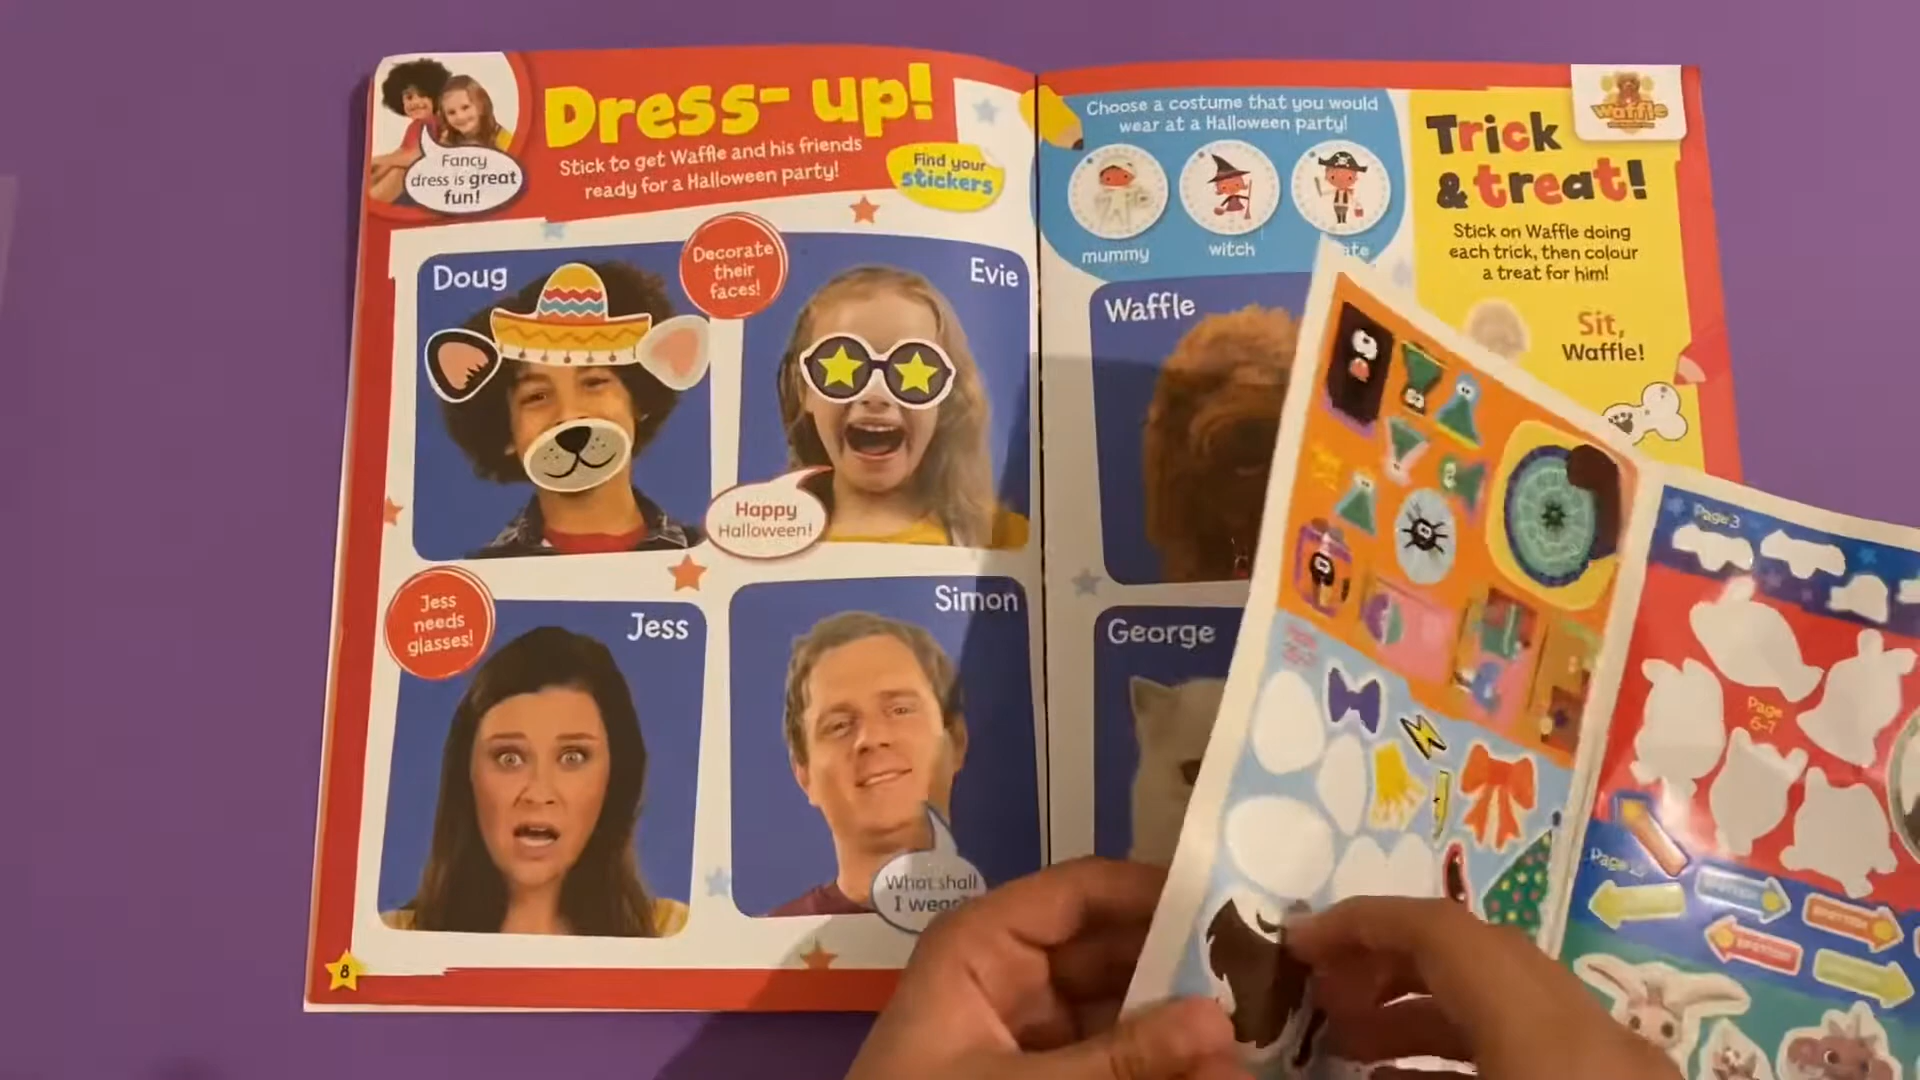 Dress- up!
Stick to get Waffle and his friends
ready for a Halloween party!
Find your
stickers
Fancy
dress is great
fun!
Doug
Decorate
their
faces!
Evie
Happy
Halloween!
Jess
needs
glasses!
Jess
Simon
What shall
I wear?
8
Choose a costume that you would
wear at a Halloween party!
mummy
witch
Waffle
George
Waffle
Trick
& treat!
Stick on Waffle doing
each trick, then colour
a treat for him!
Sit,
Waffle!
Page 3
Page
6-7